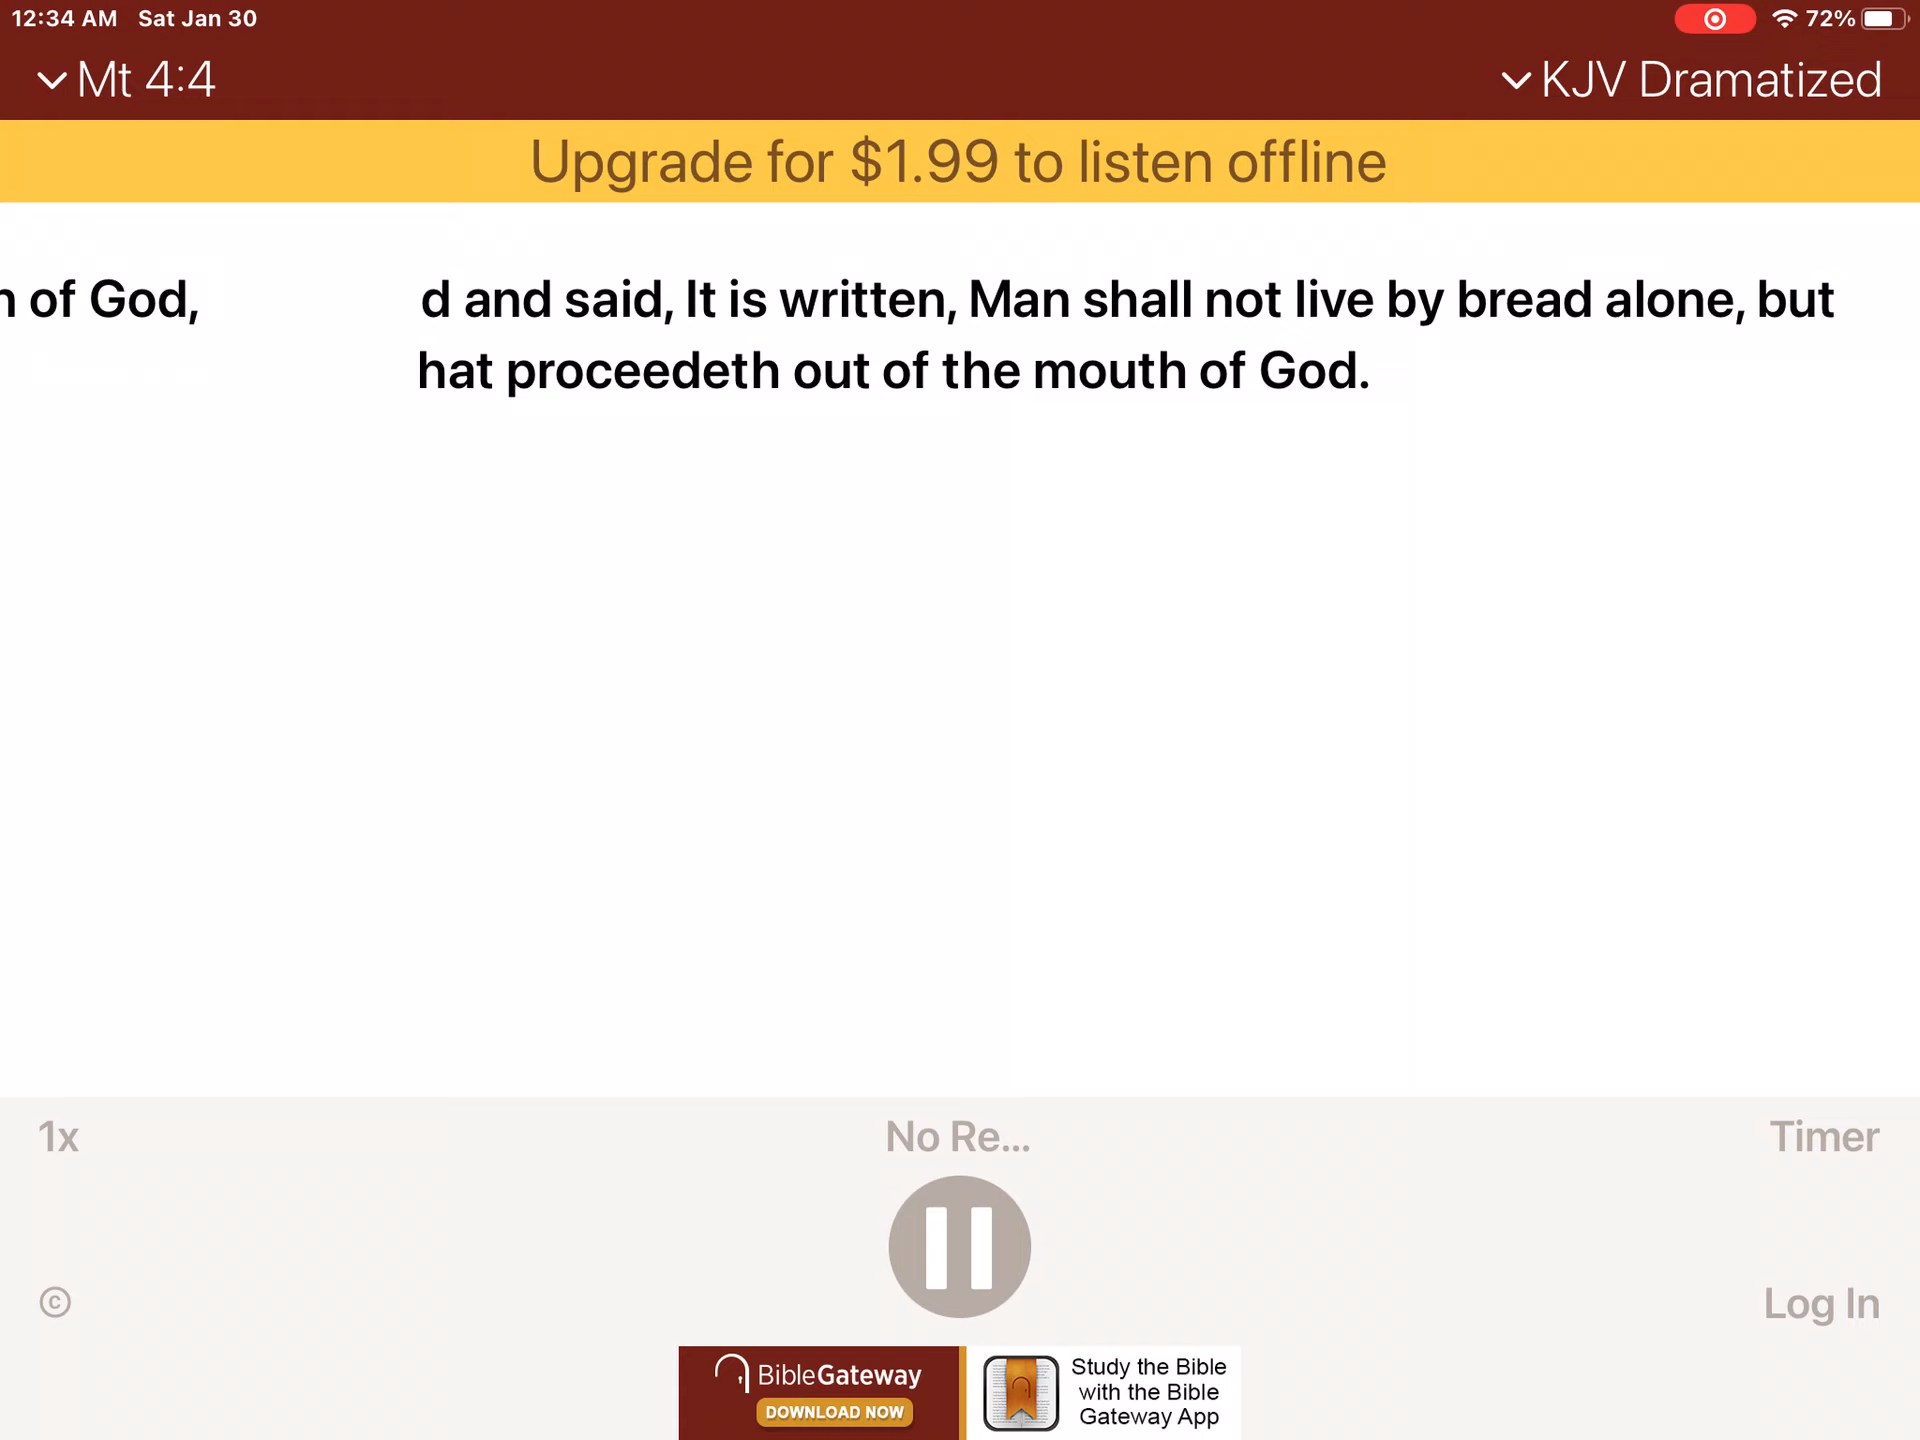 12:34 AM Sat Jan 30
72%
Mt 4:4
KJV Dramatized
Upgrade for $1.99 to listen offline
n of God,
d and said, It is written, Man shall not live by bread alone, but
hat proceedeth out of the mouth of God.
1x
No Re...
Timer
©
Log In
BibleGateway
DOWNLOAD NOW
Study the Bible
with the Bible
Gateway App